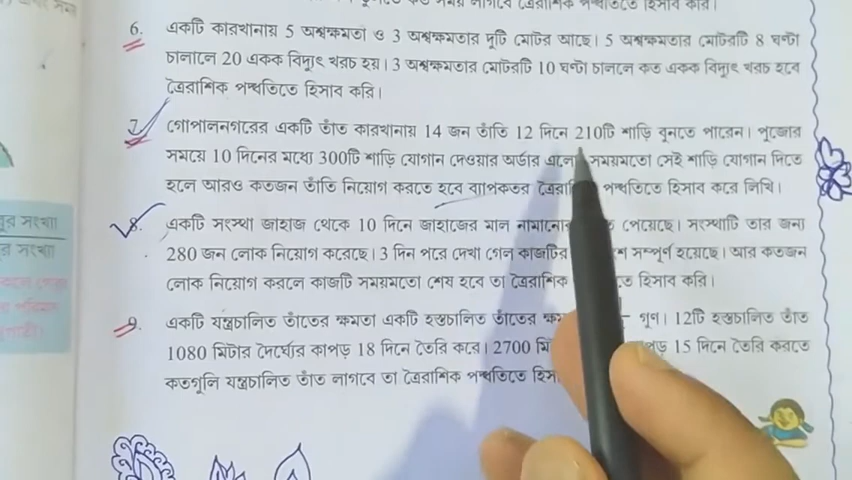 লাগবে ত্রৈরাশিক পদ্ধতিতে হিসাব করি।
6. একটি কারখানায় 5 অশ্বক্ষমতা ও 3 অশ্বক্ষমতার দুটি মোটর আছে। 5 অশ্বক্ষমতার মোটরটি 8 ঘণ্টা
চালালে 20 একক বিদ্যুৎ খরচ হয়। 3 অশ্বক্ষমতার মোটরটি 10 ঘণ্টা চালালে কত একক বিদ্যুৎ খরচ হবে
ত্রৈরাশিক পদ্ধতিতে হিসাব করি।
7. গোপালনগরের একটি তাঁত কারখানায় 14 জন তাঁতি 12 দিনে 210টি শাড়ি বুনতে পারেন। পুজোর
সময়ে 10 দিনের মধ্যে 300টি শাড়ি যোগান দেওয়ার অর্ডার এলো। সময়মতো সেই শাড়ি যোগান দিতে
হলে আরও কতজন তাঁতি নিয়োগ করতে হবে ব্যাপকতর পদ্ধতিতে হিসাব করে লিখি।
8. একটি সংস্থা জাহাজ থেকে 10 দিনে জাহাজের মাল নামানোর পেয়েছে। সংস্থাটি তার জন্য
280 জন লোক নিয়োগ করেছে। 3 দিন পরে দেখা গেল কাজটির সম্পূর্ণ হয়েছে। আর কতজন
লোক নিয়োগ করলে কাজটি সময়মতো শেষ হবে তা ত্রৈরাশিক হিসাব করি।
9. একটি যন্ত্রচালিত তাঁতের ক্ষমতা একটি হস্তচালিত তাঁতের গুণ। 12টি হস্তচালিত তাঁত
1080 মিটার দৈর্ঘ্যের কাপড় 18 দিনে তৈরি করে। 2700 15 দিনে তৈরি করতে
কতগুলি যন্ত্রচালিত তাঁত লাগবে তা ত্রৈরাশিক পদ্ধতিতে